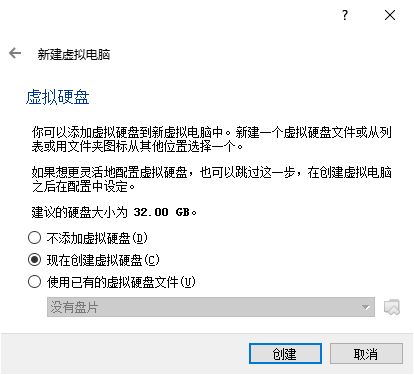 ?
新建虚拟电脑
虚拟硬盘
你可以添加虚拟硬盘到新虚拟电脑中。新建一个虚拟硬盘文件或从列
表或用文件夹图标从其他位置选择一个。
如果想更灵活地配置虚拟硬盘，也可以跳过这一步，在创建虚拟电脑
之后在配置中设定。
建议的硬盘大小为 32.00 GB。
不添加虚拟硬盘(D)
现在创建虚拟硬盘(C)
使用已有的虚拟硬盘文件(U)
没有盘片
创建
取消